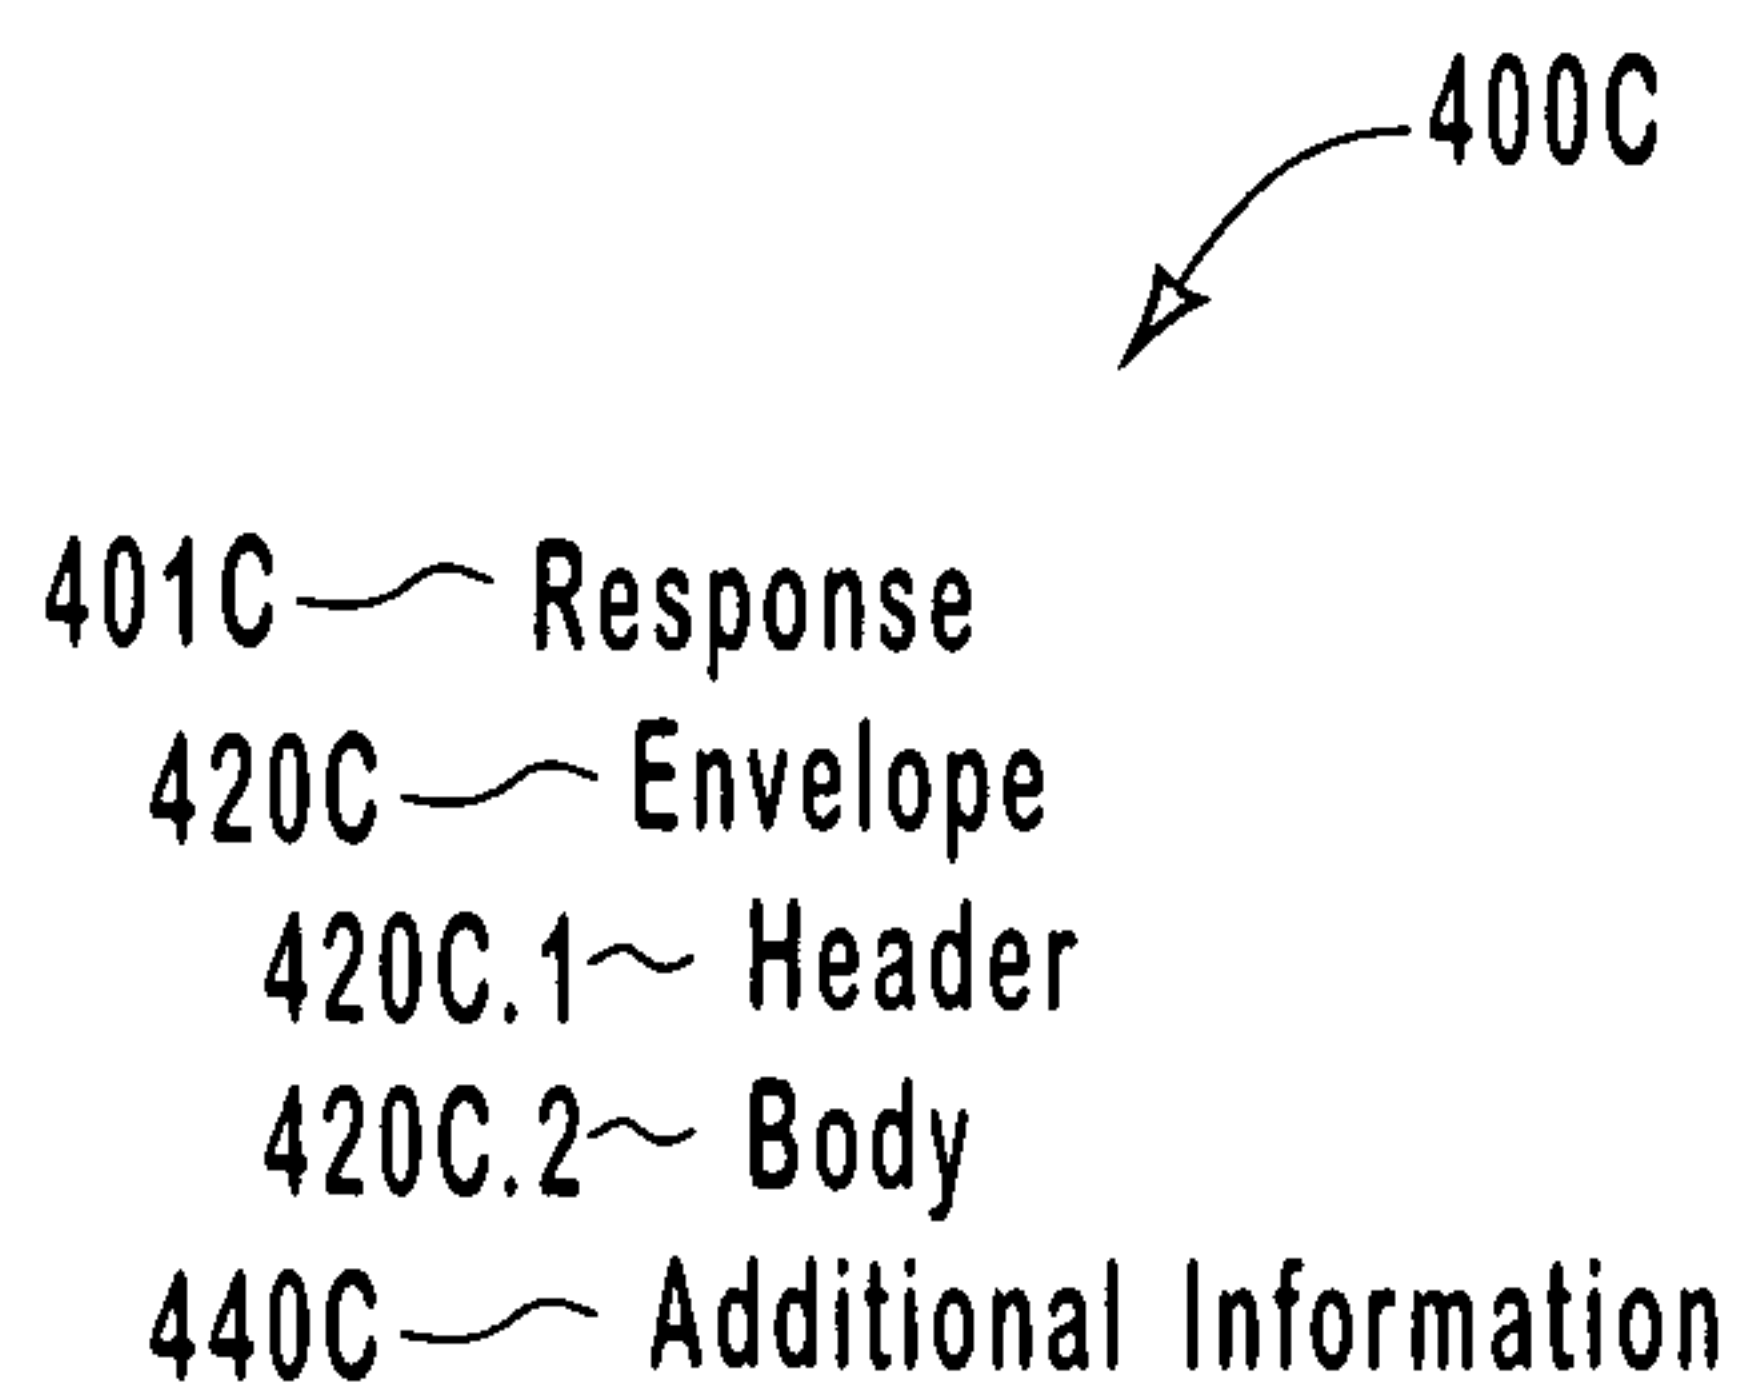 400C
401C Response
420C Envelope
420C.1 Header
420C.2 Body
440C Additional Information